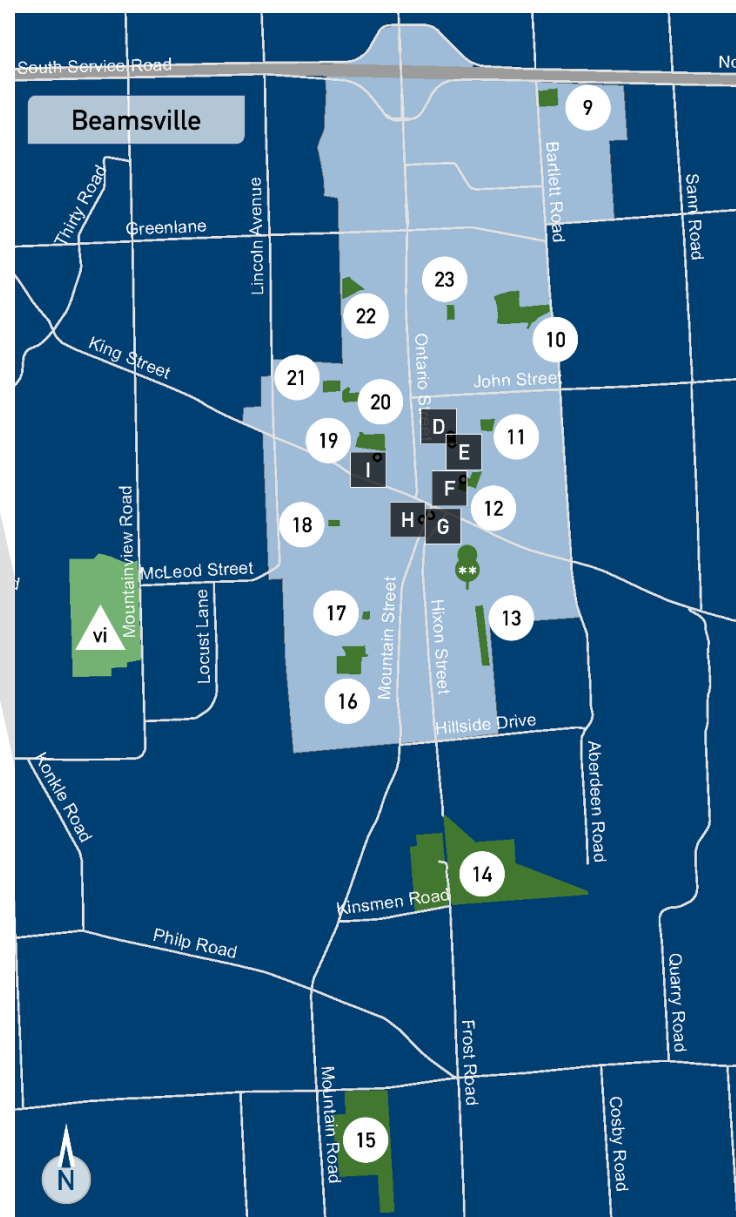 South Service Road
No
Beamsville
9
Bartlett Road
Thirty Road
Lincoln Avenue
Sann Road
Greenlane
23
22
10
King Street
Ontario
21
John Street
20
D
11
19
E
I
F
12
18
H
G
**
Mountainview Road
McLeod Street
vi
Locust Lane
17
Mountain Street
Hixon Street
13
16
Hillside Drive
Konkle Road
Aberdeen Road
14
Kinsmen Road
Philp Road
Quarry Road
Frost Road
Mountain Road
15
Cosby Road
N